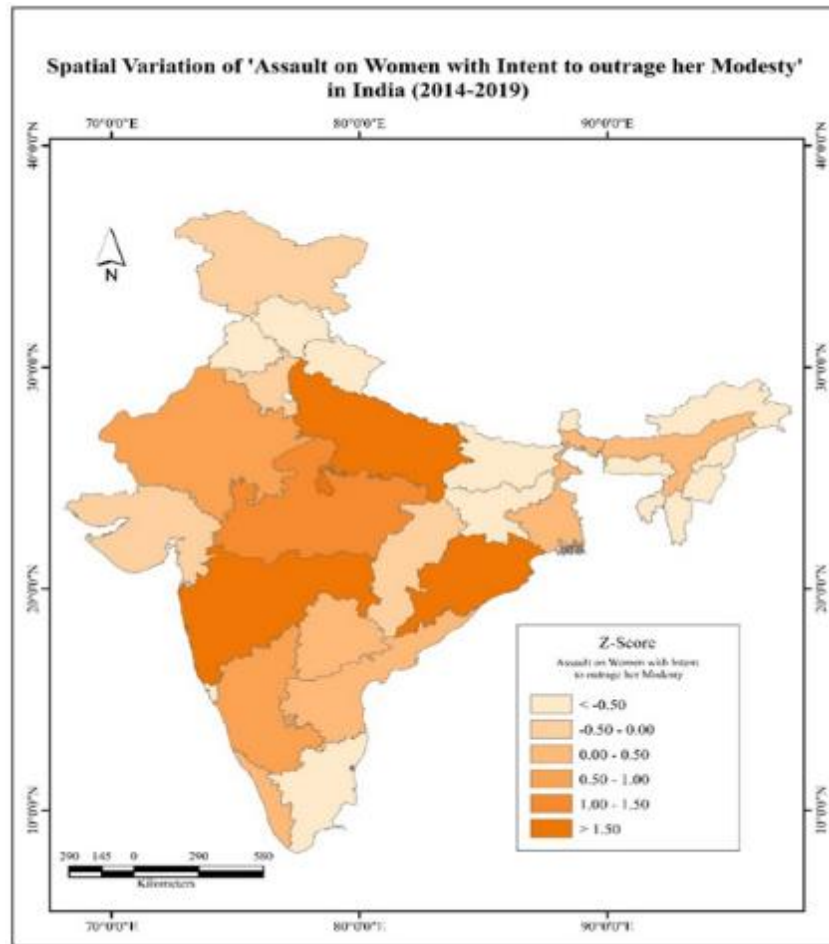 Spatial Variation of 'Assault on Women with Intent to outrage her Modesty'
in India (2014-2019)
70°0'0"E 80°0'0"E 90°0'0"E
40°0'0"N 40°0'0"N
N
30°0'0"N 30°0'0"N
20°0'0"N 20°0'0"N
Z-Score
Assault on Women with Intent
to outrage her Modesty
< -0.50
-0.50 - 0.00
0.00 - 0.50
0.50 - 1.00
1.00 - 1.50
> 1.50
10°0'0"N 10°0'0"N
290 145 0 290 580
Kilometers
70°0'0"E 80°0'0"E 90°0'0"E